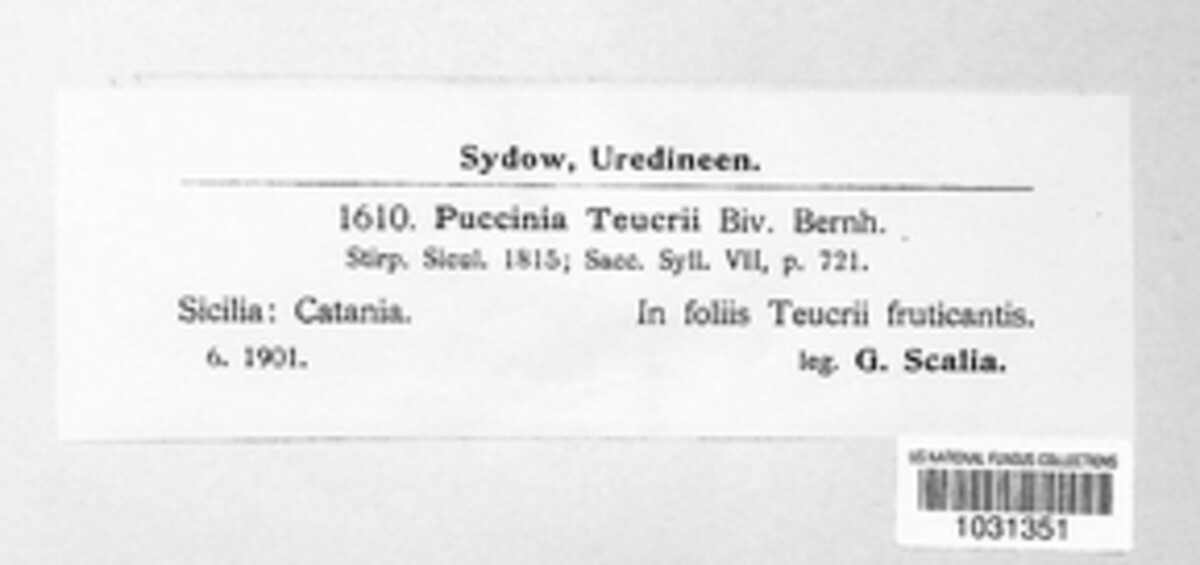 Sydow, Uredineen.
1610. Puccinia Teucrii Biv. Bernh.
Stirp. Sicul. 1815; Sacc. Syll. VII, p. 721.
Sicilia: Catania. In foliis Teucrii fruticantis.
6. 1901. leg. G. Scalia.
US NATIONAL FUNGUS COLLECTIONS
1031351